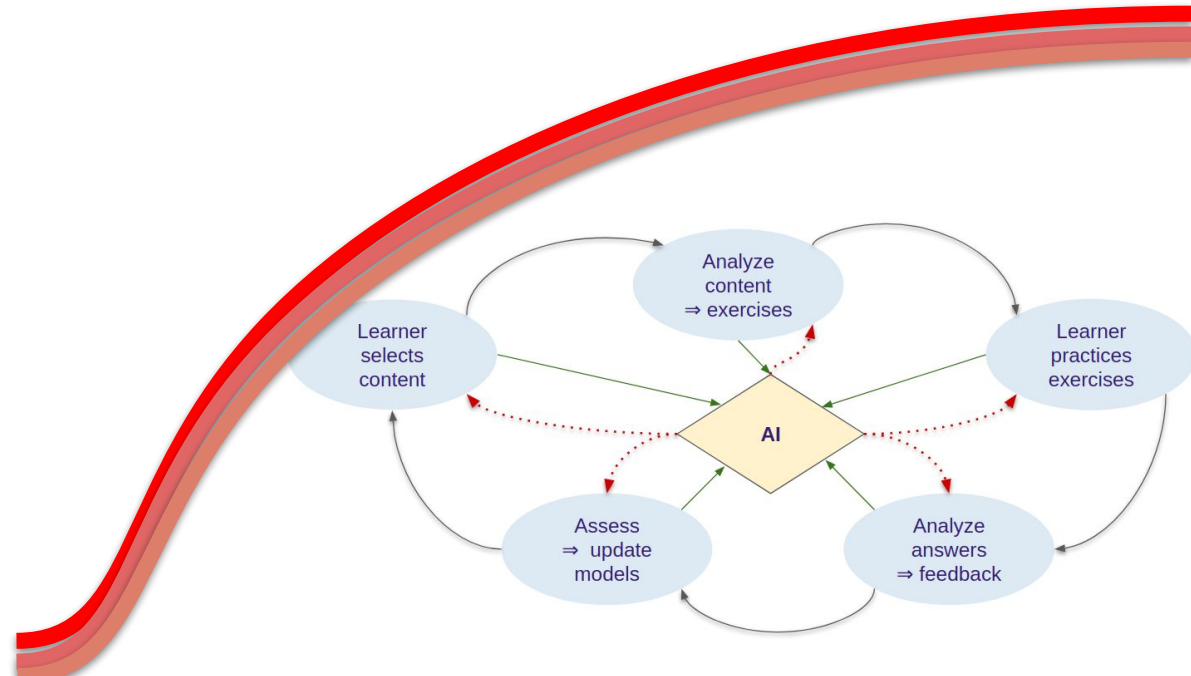 Analyze
content
⇒ exercises
Learner
selects
content
Learner
practices
exercises
AI
Assess
⇒ update
models
Analyze
answers
⇒ feedback